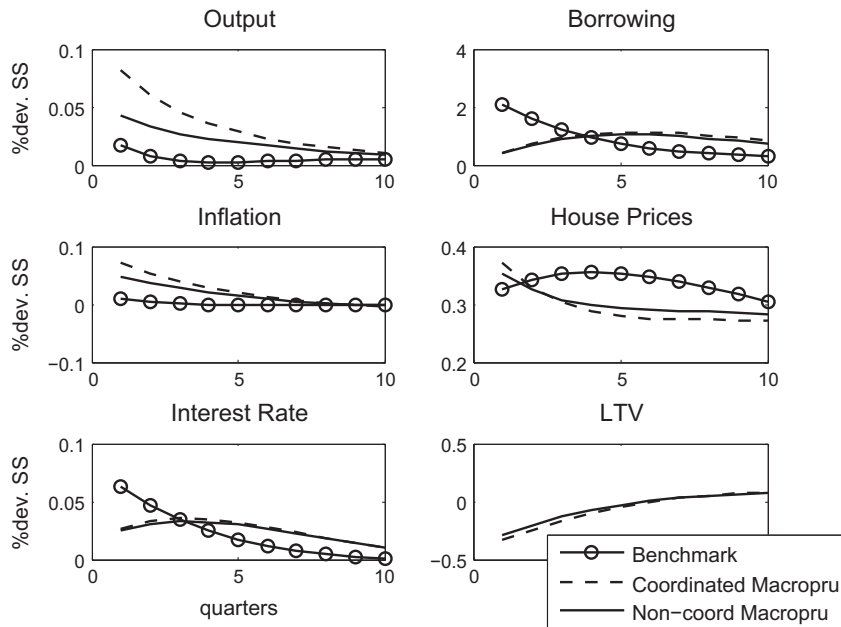 Output
Borrowing
%dev. SS
0.1
0.05
0
0
5
10
4
2
0
0
5
10
Inflation
House Prices
%dev. SS
0.1
0
−0.1
0
5
10
0.4
0.3
0.2
0
5
10
Interest Rate
LTV
%dev. SS
0.1
0.05
0
0
5
10
quarters
0.5
0
−0.5
0
Benchmark
Coordinated Macropru
Non−coord Macropru